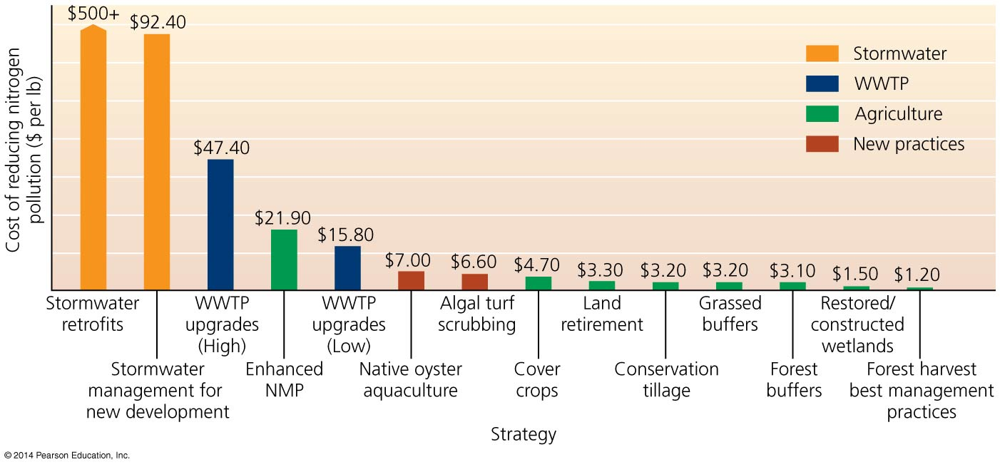 $500+
$92.40
$47.40
$21.90
$15.80
$7.00
$6.60
$4.70
$3.30
$3.20
$3.20
$3.10
$1.50
$1.20
Stormwater
WWTP
Agriculture
New practices
Cost of reducing nitrogen
pollution ($ per lb)
Stormwater
retrofits
Stormwater
management for
new development
WWTP
upgrades
(High)
Enhanced
NMP
WWTP
upgrades
(Low)
Native oyster
aquaculture
Algal turf
scrubbing
Cover
crops
Land
retirement
Conservation
tillage
Grassed
buffers
Forest
buffers
Restored/
constructed
wetlands
Forest harvest
best management
practices
Strategy
© 2014 Pearson Education, Inc.